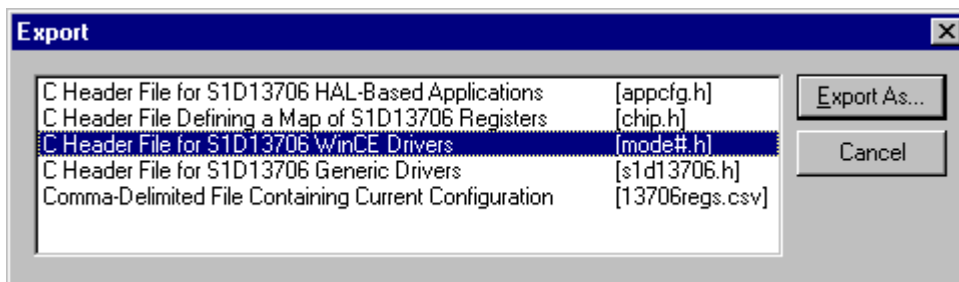 Export
C Header File for S1D13706 HAL-Based Applications [appcfg.h]
C Header File Defining a Map of S1D13706 Registers [chip.h]
C Header File for S1D13706 WinCE Drivers [mode#.h]
C Header File for S1D13706 Generic Drivers [s1d13706.h]
Comma-Delimited File Containing Current Configuration [13706regs.csv]
Export As...
Cancel